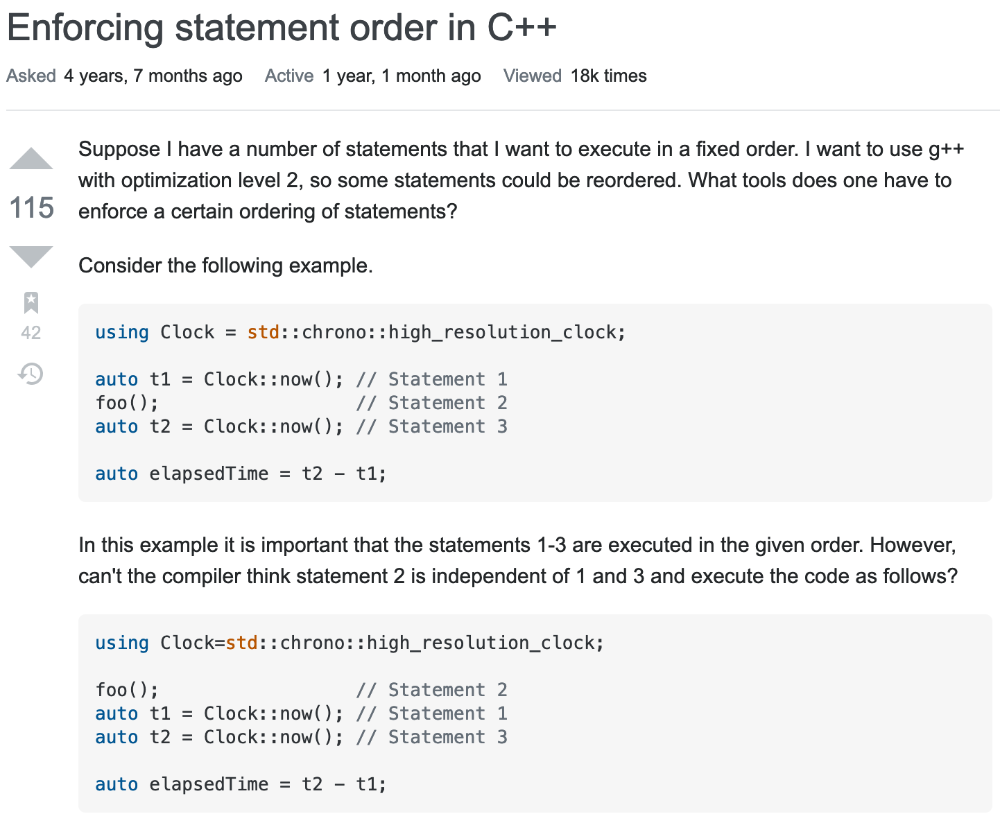 Enforcing statement order in C++
Asked 4 years, 7 months ago Active 1 year, 1 month ago Viewed 18k times
115
42
Suppose I have a number of statements that I want to execute in a fixed order. I want to use g++
with optimization level 2, so some statements could be reordered. What tools does one have to
enforce a certain ordering of statements?
Consider the following example.
using Clock = std::chrono::high_resolution_clock;
auto t1 = Clock::now(); // Statement 1
foo();                  // Statement 2
auto t2 = Clock::now(); // Statement 3
auto elapsedTime = t2 - t1;
In this example it is important that the statements 1-3 are executed in the given order. However,
can't the compiler think statement 2 is independent of 1 and 3 and execute the code as follows?
using Clock=std::chrono::high_resolution_clock;
foo();                  // Statement 2
auto t1 = Clock::now(); // Statement 1
auto t2 = Clock::now(); // Statement 3
auto elapsedTime = t2 - t1;